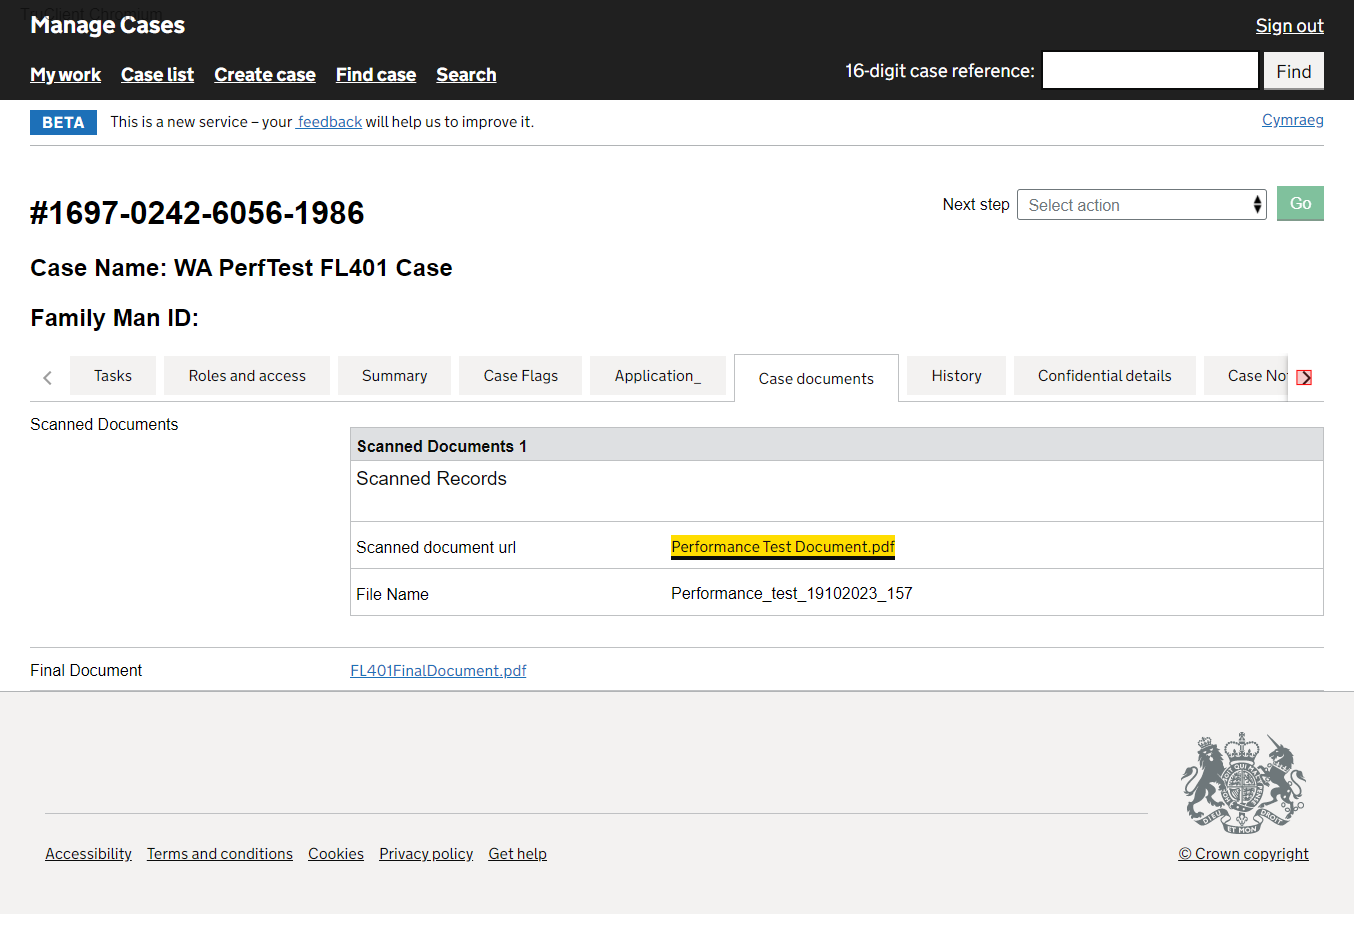 TruClient Chromium
Manage Cases
Sign out
My work Case list Create case Find case Search
16-digit case reference: Find
BETA This is a new service – your feedback will help us to improve it.
Cymraeg
#1697-0242-6056-1986
Next step Select action Go
Case Name: WA PerfTest FL401 Case
Family Man ID:
Tasks Roles and access Summary Case Flags Application_ Case documents History Confidential details Case No
Scanned Documents
Scanned Documents 1
Scanned Records
Scanned document url Performance Test Document.pdf
File Name Performance_test_19102023_157
Final Document FL401FinalDocument.pdf
DIEU ET MON DROIT
Accessibility Terms and conditions Cookies Privacy policy Get help
© Crown copyright